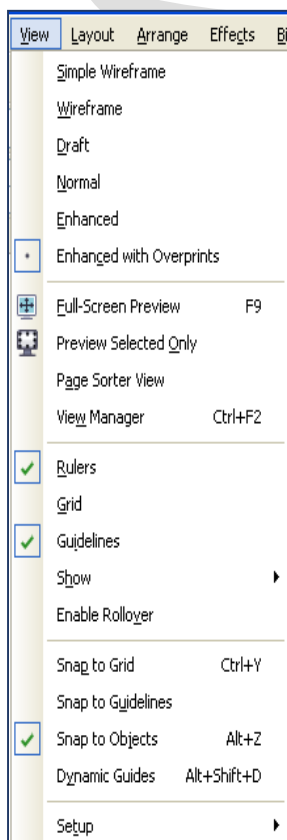 View Layout Arrange Effects Bi
Simple Wireframe
Wireframe
Draft
Normal
Enhanced
Enhanced with Overprints
Full-Screen Preview F9
Preview Selected Only
Page Sorter View
View Manager Ctrl+F2
Rulers
Grid
Guidelines
Show
Enable Rollover
Snap to Grid Ctrl+Y
Snap to Guidelines
Snap to Objects Alt+Z
Dynamic Guides Alt+Shift+D
Setup